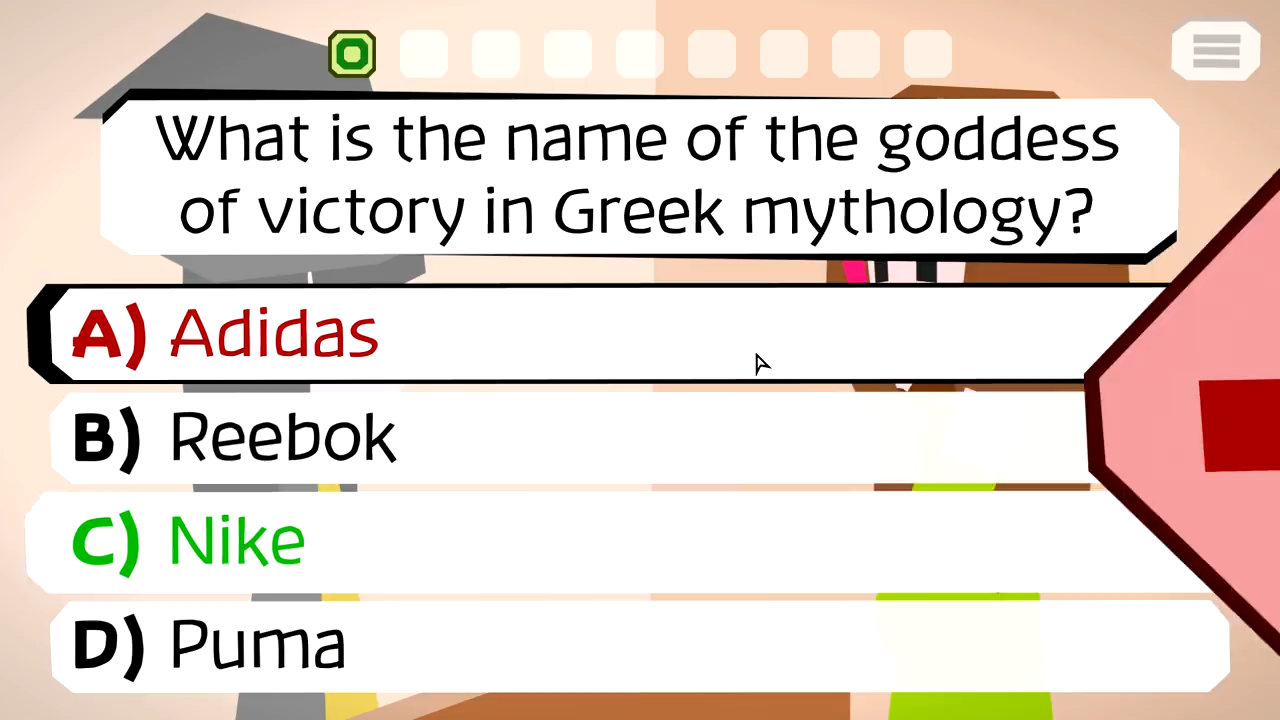 What is the name of the goddess
of victory in Greek mythology?
A) Adidas
B) Reebok
C) Nike
D) Puma